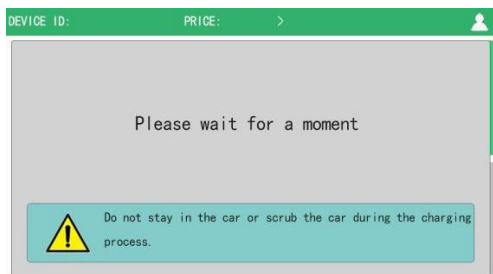 DEVICE ID: PRICE: >
Please wait for a moment
Do not stay in the car or scrub the car during the charging
process.